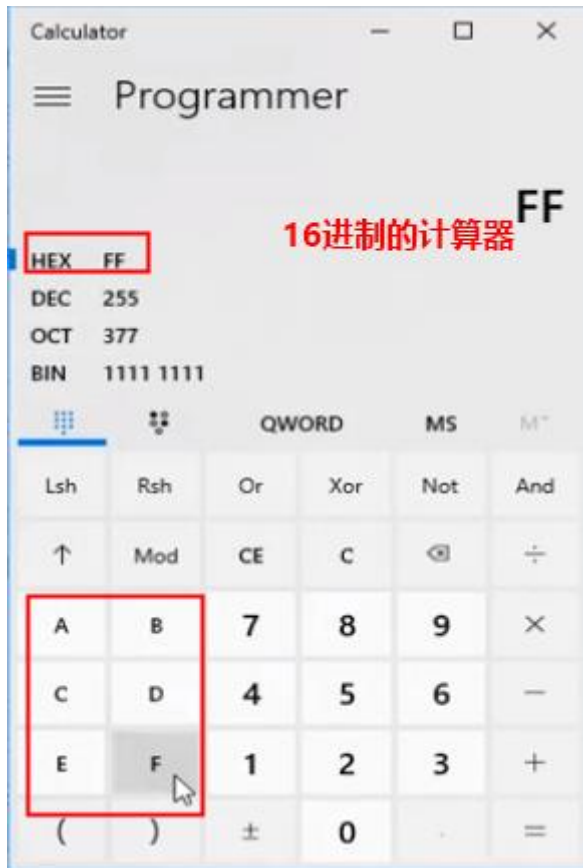 Calculator
Programmer
FF
16进制的计算器
HEX FF
DEC 255
OCT 377
BIN 1111 1111
QWORD MS M˅
Lsh Rsh Or Xor Not And
↑ Mod CE C ⌫ ÷
A B 7 8 9 ×
C D 4 5 6 −
E F 1 2 3 +
( ) ± 0 . =